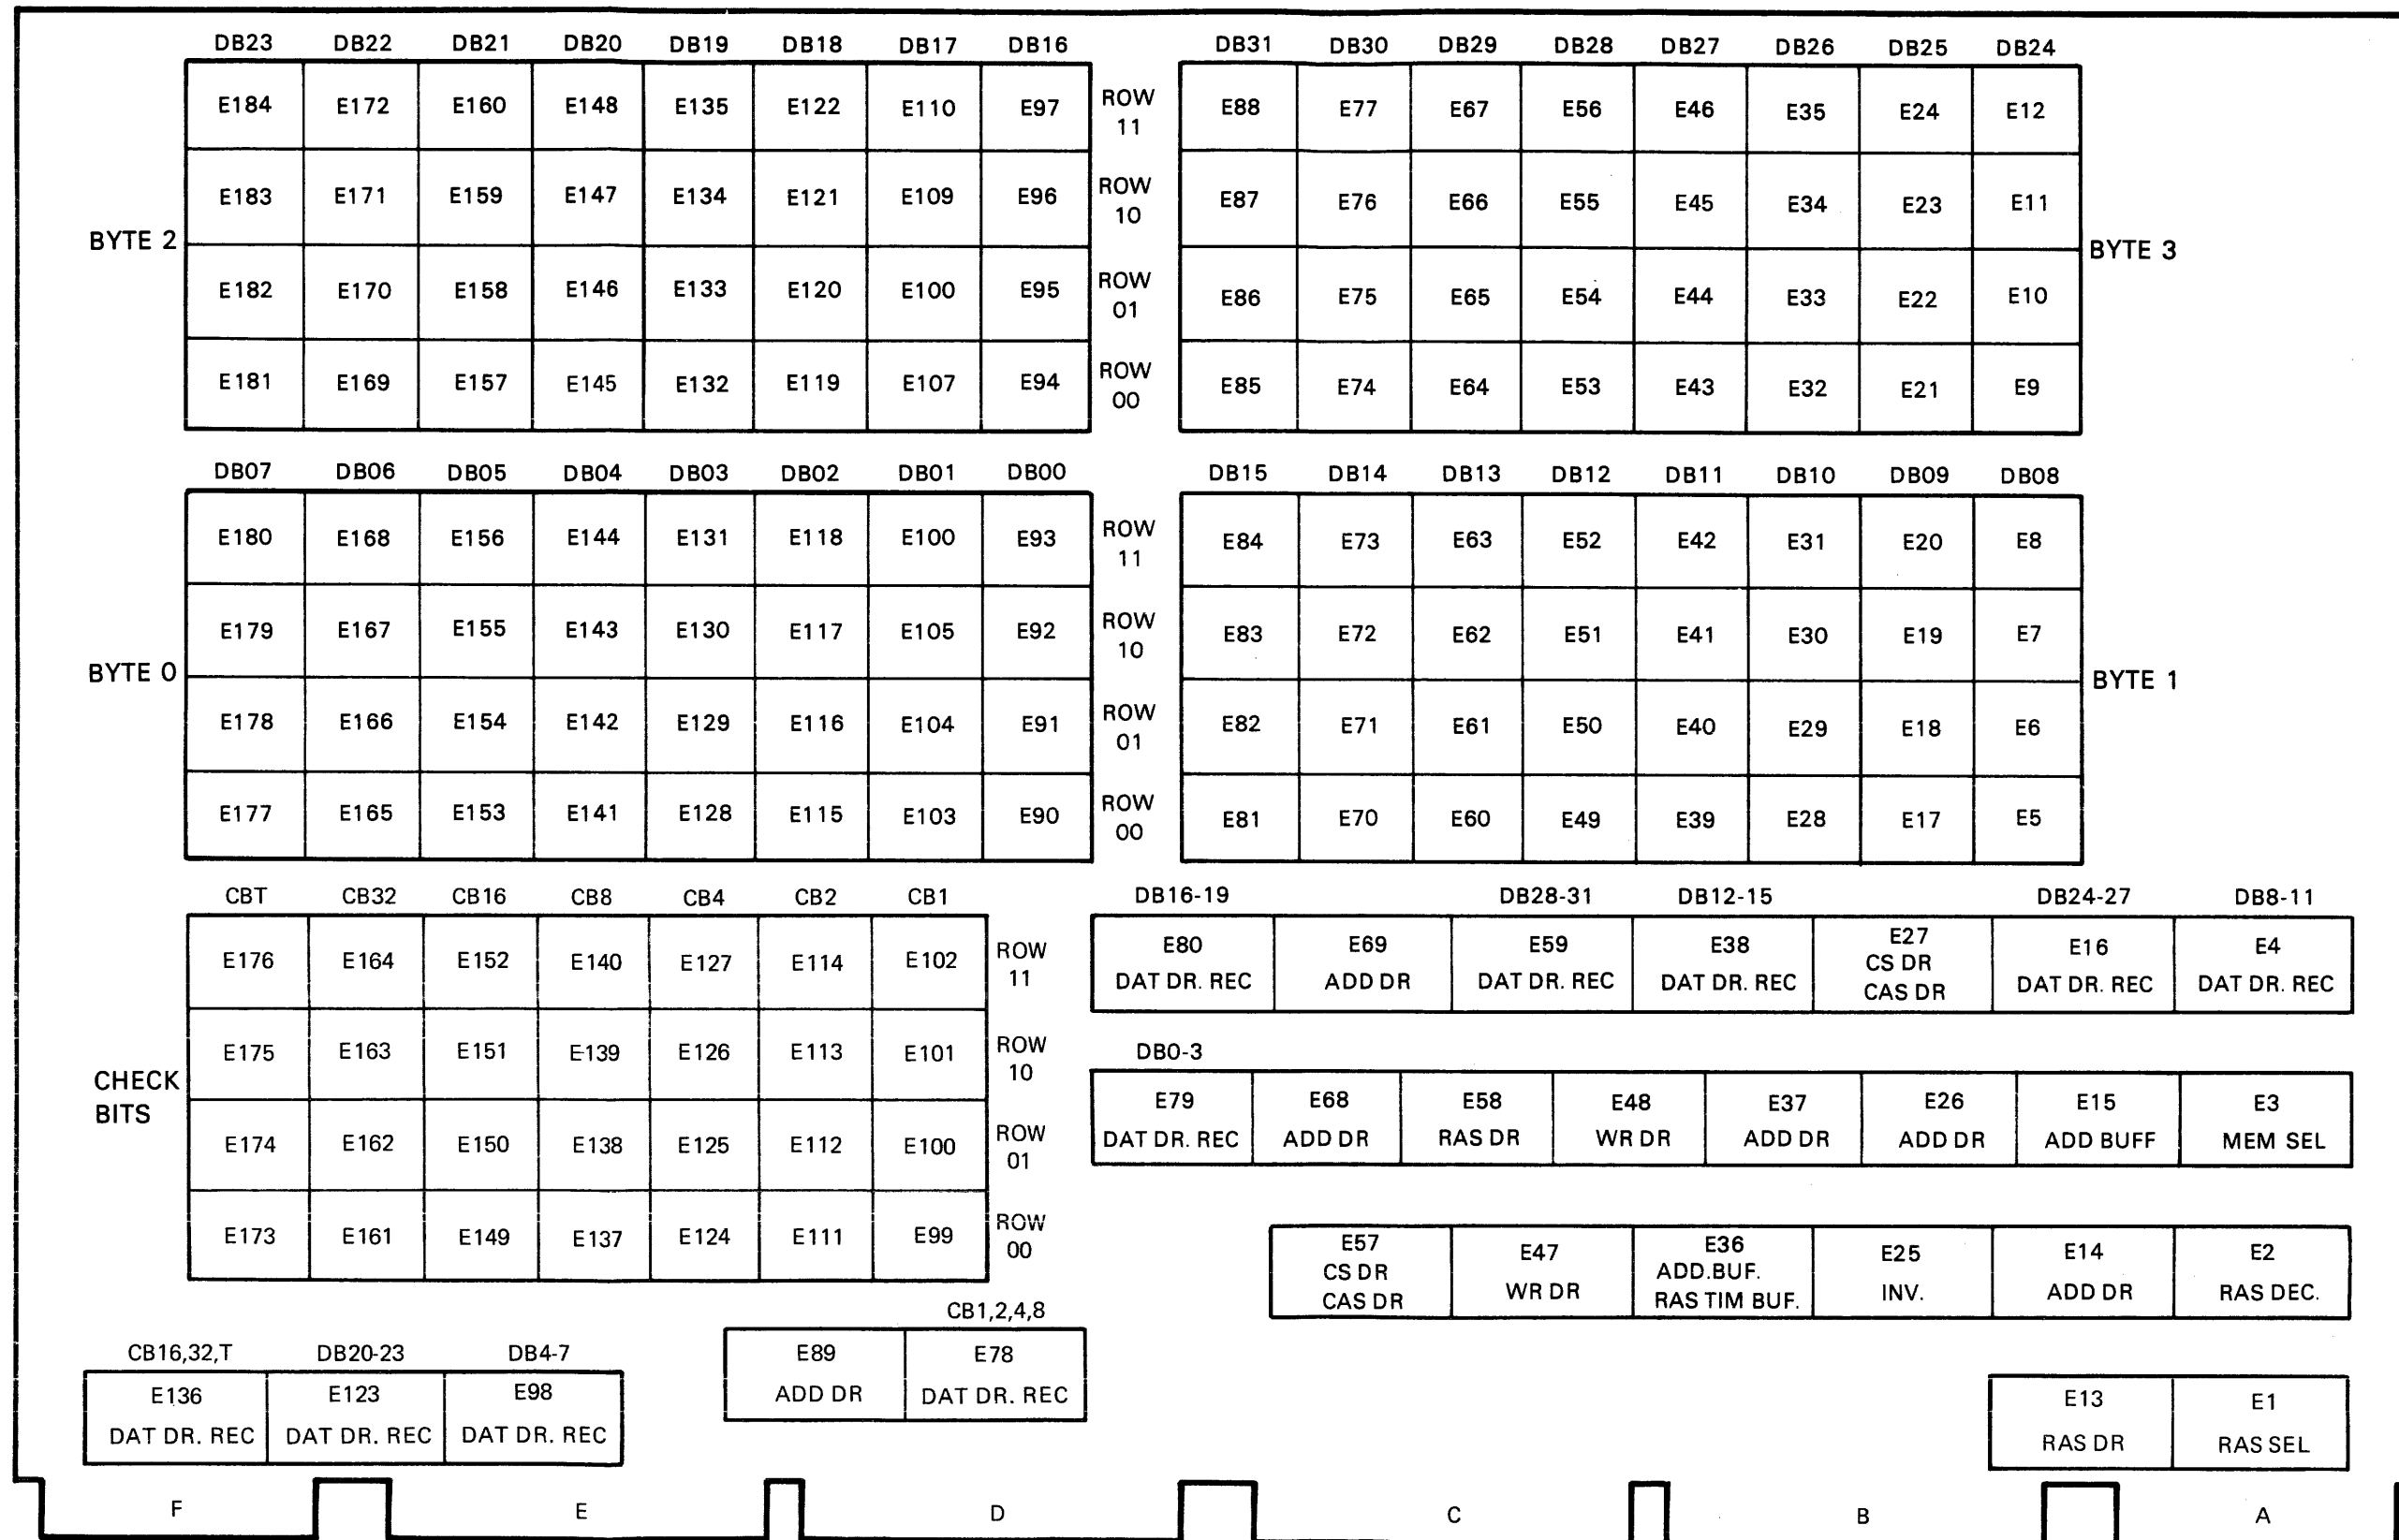 DB23 DB22 DB21 DB20 DB19 DB18 DB17 DB16 DB31 DB30 DB29 DB28 DB27 DB26 DB25 DB24
E184 E172 E160 E148 E135 E122 E110 E97 ROW 11 E88 E77 E67 E56 E46 E35 E24 E12
E183 E171 E159 E147 E134 E121 E109 E96 ROW 10 E87 E76 E66 E55 E45 E34 E23 E11
BYTE 2 BYTE 3
E182 E170 E158 E146 E133 E120 E100 E95 ROW 01 E86 E75 E65 E54 E44 E33 E22 E10
E181 E169 E157 E145 E132 E119 E107 E94 ROW 00 E85 E74 E64 E53 E43 E32 E21 E9
DB07 DB06 DB05 DB04 DB03 DB02 DB01 DB00 DB15 DB14 DB13 DB12 DB11 DB10 DB09 DB08
E180 E168 E156 E144 E131 E118 E100 E93 ROW 11 E84 E73 E63 E52 E42 E31 E20 E8
E179 E167 E155 E143 E130 E117 E105 E92 ROW 10 E83 E72 E62 E51 E41 E30 E19 E7
BYTE 0 BYTE 1
E178 E166 E154 E142 E129 E116 E104 E91 ROW 01 E82 E71 E61 E50 E40 E29 E18 E6
E177 E165 E153 E141 E128 E115 E103 E90 ROW 00 E81 E70 E60 E49 E39 E28 E17 E5
CBT CB32 CB16 CB8 CB4 CB2 CB1
E176 E164 E152 E140 E127 E114 E102 ROW 11
E175 E163 E151 E139 E126 E113 E101 ROW 10
CHECK
BITS
E174 E162 E150 E138 E125 E112 E100 ROW 01
E173 E161 E149 E137 E124 E111 E99 ROW 00
DB16-19 DB28-31 DB12-15 DB24-27 DB8-11
E80 E69 E59 E38 E27 E16 E4
CS DR
DAT DR. REC ADD DR DAT DR. REC DAT DR. REC CAS DR DAT DR. REC DAT DR. REC
DB0-3
E79 E68 E58 E48 E37 E26 E15 E3
DAT DR. REC ADD DR RAS DR WR DR ADD DR ADD DR ADD BUFF MEM SEL
E57 E47 E36 E25 E14 E2
CS DR ADD.BUF.
CAS DR WR DR RAS TIM BUF. INV. ADD DR RAS DEC.
CB1,2,4,8
E89 E78
ADD DR DAT DR. REC
CB16,32,T DB20-23 DB4-7
E136 E123 E98
DAT DR. REC DAT DR. REC DAT DR. REC
E13 E1
RAS DR RAS SEL
F E D C B A